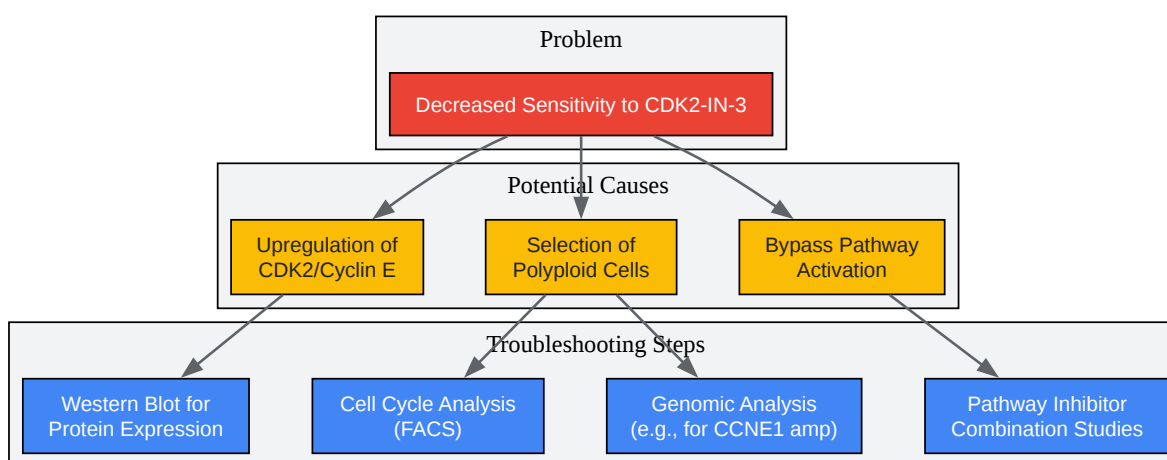 Problem
Decreased Sensitivity to CDK2-IN-3
Potential Causes
Upregulation of
CDK2/Cyclin E
Selection of
Polyploid Cells
Bypass Pathway
Activation
Troubleshooting Steps
Western Blot for
Protein Expression
Cell Cycle Analysis
(FACS)
Genomic Analysis
(e.g., for CCNE1 amp)
Pathway Inhibitor
Combination Studies